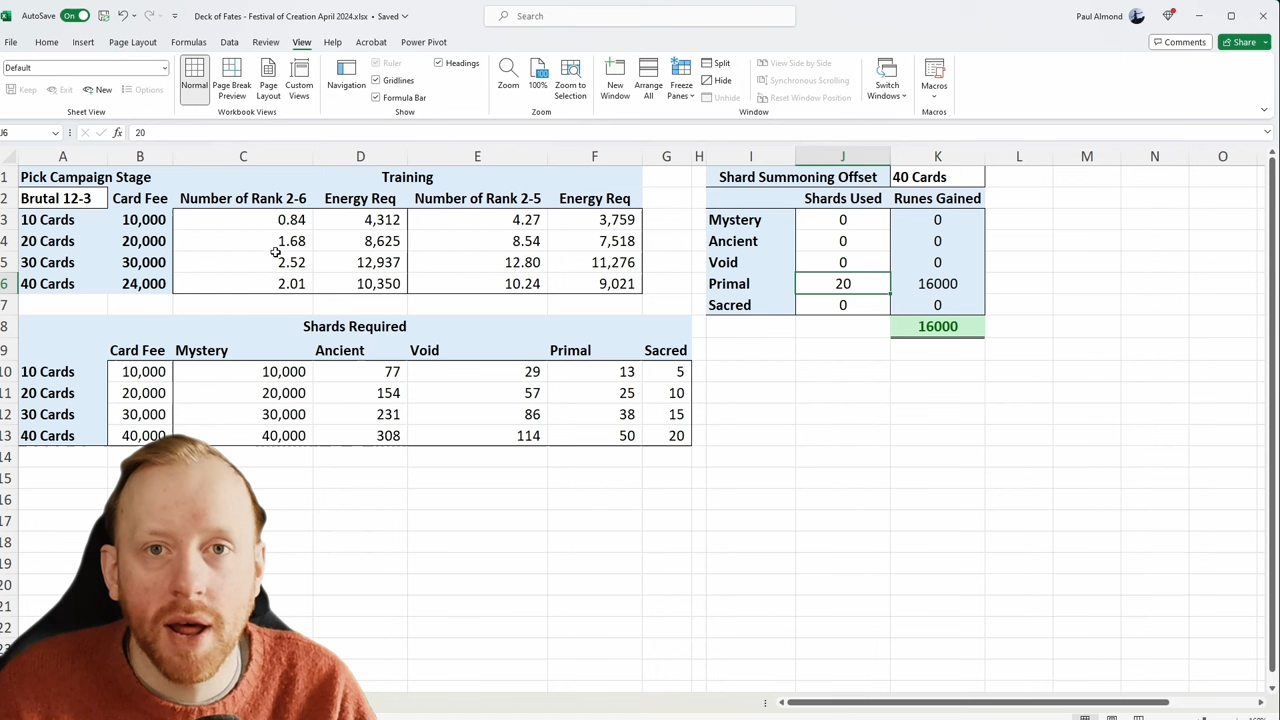 AutoSave On Deck of Fates - Festival of Creation April 2024.xlsx • Saved Search Paul Almond
File Home Insert Page Layout Formulas Data Review View Help Acrobat Power Pivot Comments Share
Default
Keep Exit New Options
Sheet View
Normal Page Break Preview Page Layout Custom Views
Workbook Views
Navigation Ruler Gridlines Formula Bar Headings
Show
Zoom 100% Zoom to Selection
Zoom
New Window Arrange All Freeze Panes Split Hide Unhide View Side by Side Synchronous Scrolling Reset Window Position Switch Windows
Window
Macros
Macros
J6 fx 20
A B C D E F G H I J K L M N O
1 Pick Campaign Stage Training Shard Summoning Offset 40 Cards
2 Brutal 12-3 Card Fee Number of Rank 2-6 Energy Req Number of Rank 2-5 Energy Req Shards Used Runes Gained
3 10 Cards 10,000 0.84 4,312 4.27 3,759 Mystery 0 0
4 20 Cards 20,000 1.68 8,625 8.54 7,518 Ancient 0 0
5 30 Cards 30,000 2.52 12,937 12.80 11,276 Void 0 0
6 40 Cards 24,000 2.01 10,350 10.24 9,021 Primal 20 16000
7 Sacred 0 0
8 Shards Required 16000
9 Card Fee Mystery Ancient Void Primal Sacred
10 10 Cards 10,000 10,000 77 29 13 5
11 20 Cards 20,000 20,000 154 57 25 10
12 30 Cards 30,000 30,000 231 86 38 15
13 40 Cards 40,000 40,000 308 114 50 20
14
15
16
17
18
19
20
21
22
23